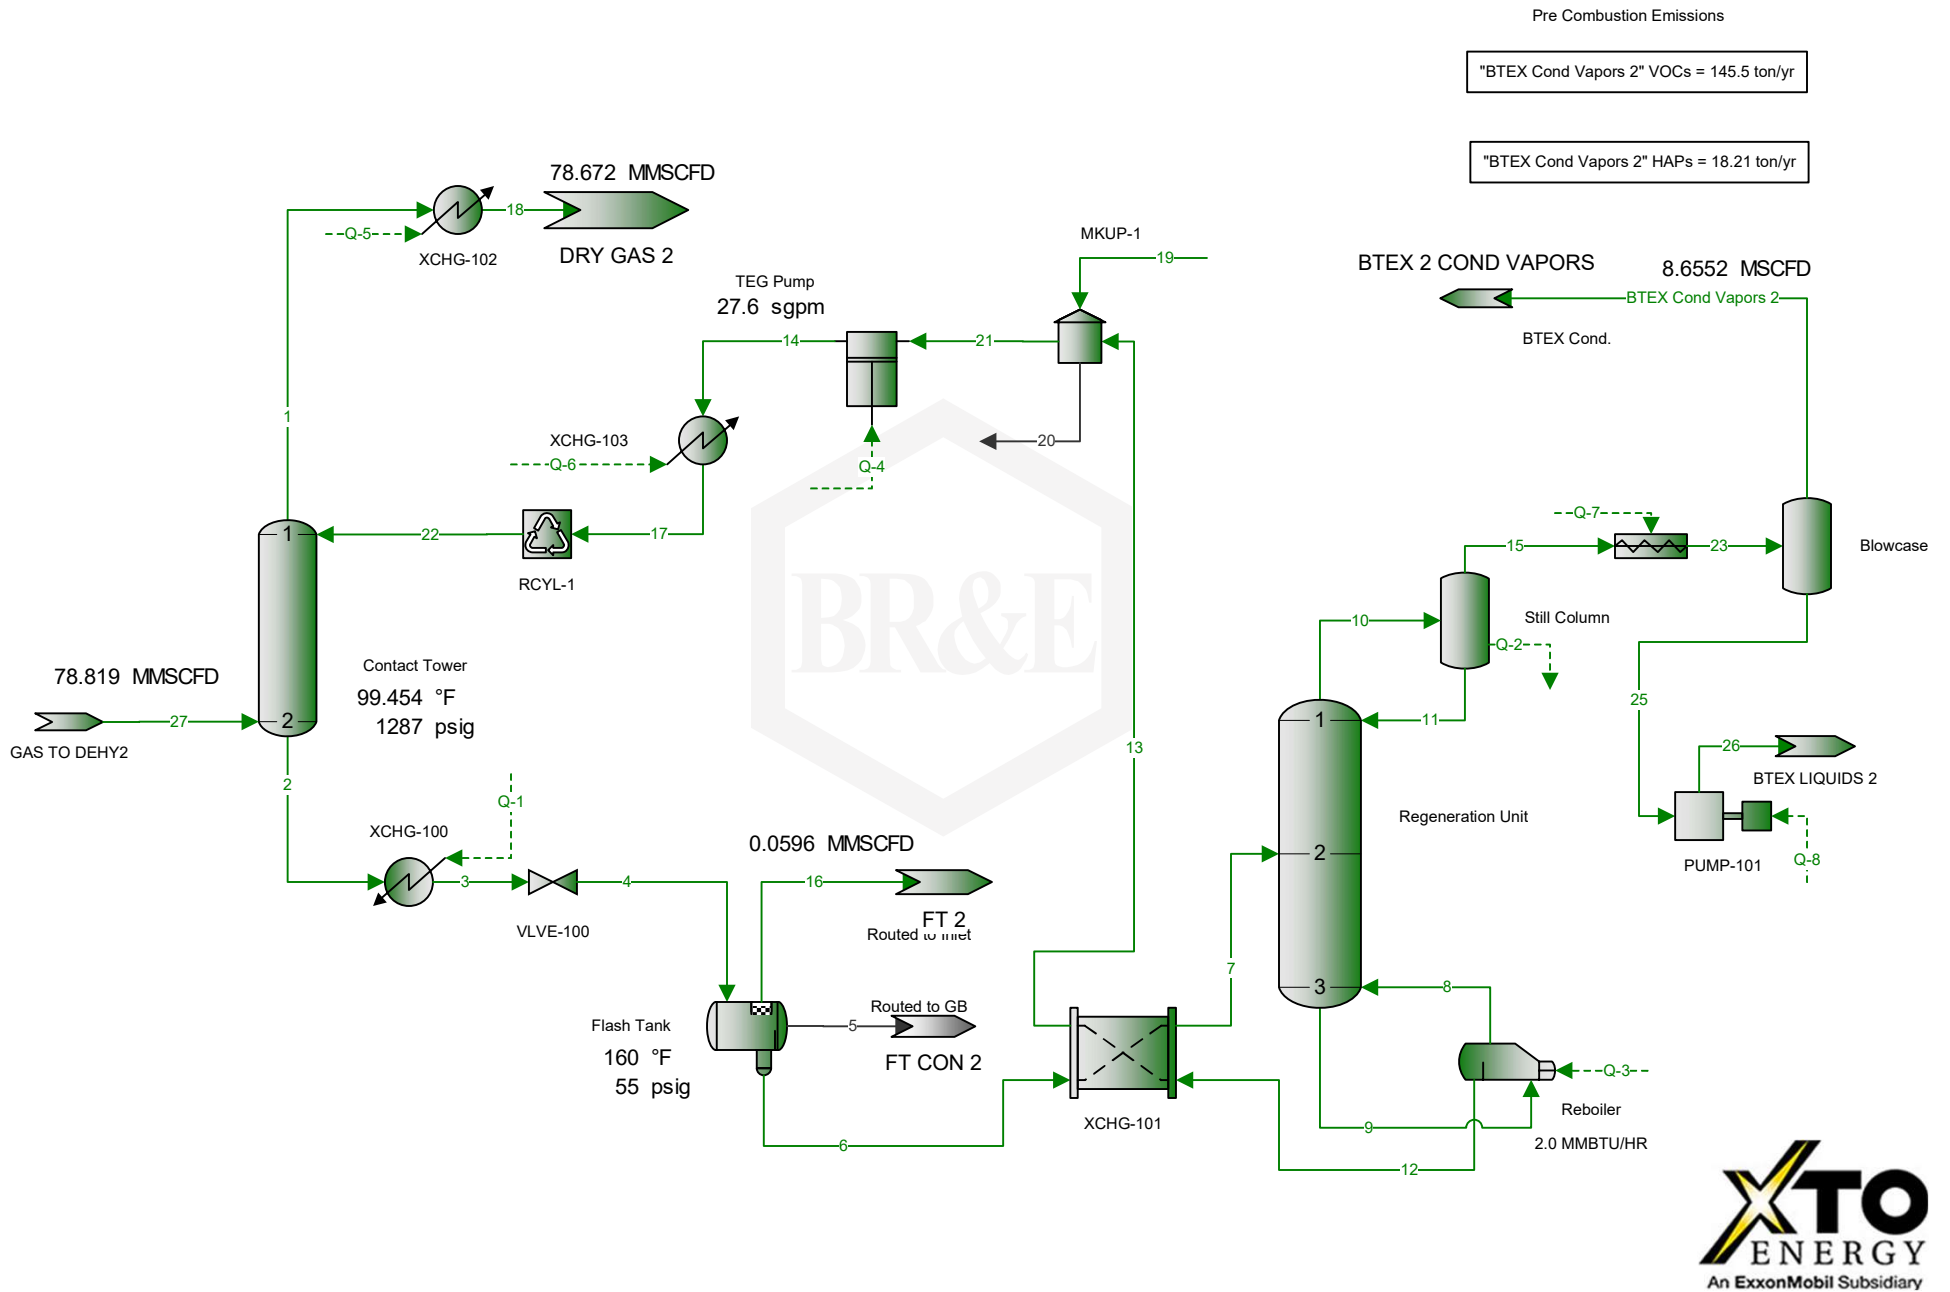 Pre Combustion Emissions
"BTEX Cond Vapors 2" VOCs = 145.5 ton/yr
"BTEX Cond Vapors 2" HAPs = 18.21 ton/yr
78.672 MMSCFD
18
Q-5
XCHG-102
DRY GAS 2
MKUP-1
19
BTEX 2 COND VAPORS
8.6552 MSCFD
BTEX Cond Vapors 2
BTEX Cond.
TEG Pump
27.6 sgpm
14
21
1
XCHG-103
Q-6
Q-4
20
22
17
RCYL-1
1
2
BR&E
Q-7
15
23
Blowcase
10
Still Column
Q-2
Contact Tower
99.454 °F
1287 psig
78.819 MMSCFD
27
GAS TO DEHY2
25
11
1
2
3
13
26
BTEX LIQUIDS 2
2
Q-1
XCHG-100
3
4
VLVE-100
0.0596 MMSCFD
16
FT 2
Routed to Inlet
Regeneration Unit
PUMP-101
Q-8
7
8
Flash Tank
160 °F
55 psig
Routed to GB
5
FT CON 2
XCHG-101
Q-3
Reboiler
2.0 MMBTU/HR
6
9
12
XTO
ENERGY
An ExxonMobil Subsidiary